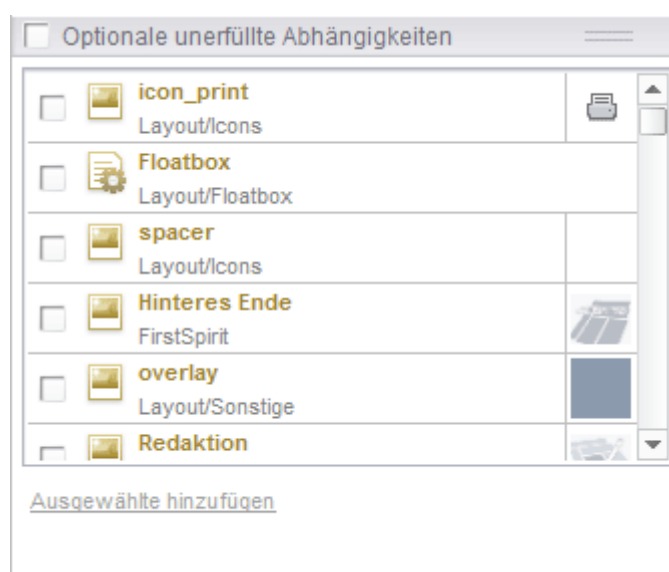 Optionale unerfüllte Abhängigkeiten
icon_print
Layout/Icons
Floatbox
Layout/Floatbox
spacer
Layout/Icons
Hinteres Ende
FirstSpirit
overlay
Layout/Sonstige
Redaktion
Ausgewählte hinzufügen